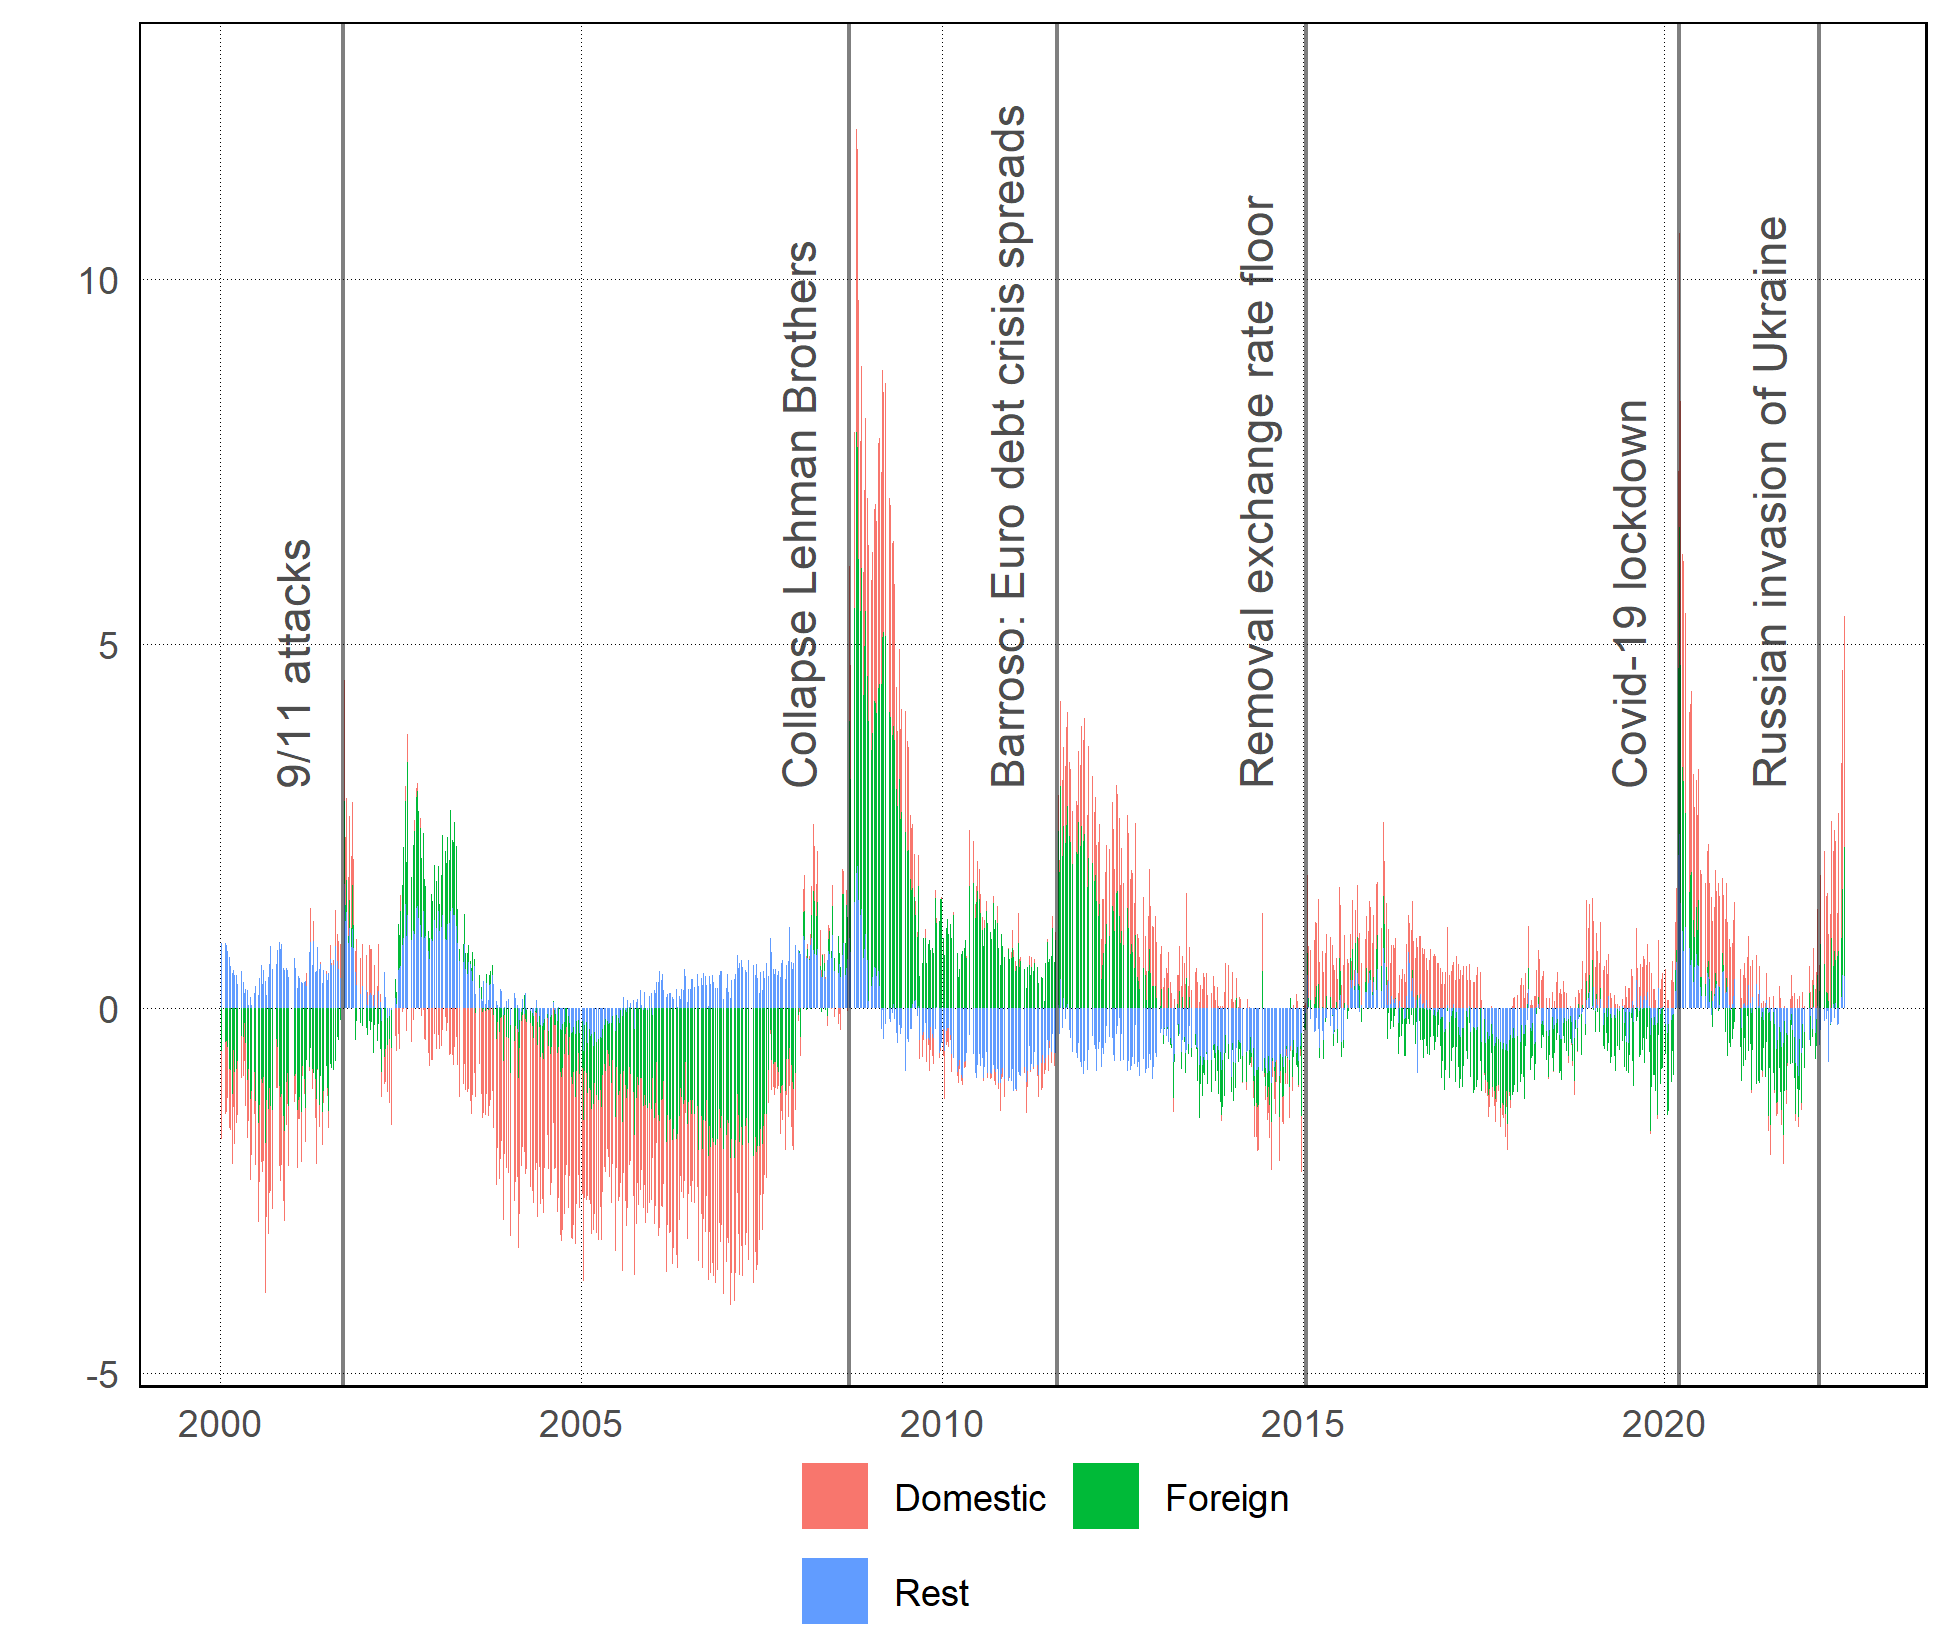 10
5
0
-5
9/11 attacks
Collapse Lehman Brothers
Barroso: Euro debt crisis spreads
Removal exchange rate floor
Covid-19 lockdown
Russian invasion of Ukraine
2000 2005 2010 2015 2020
Domestic Foreign
Rest